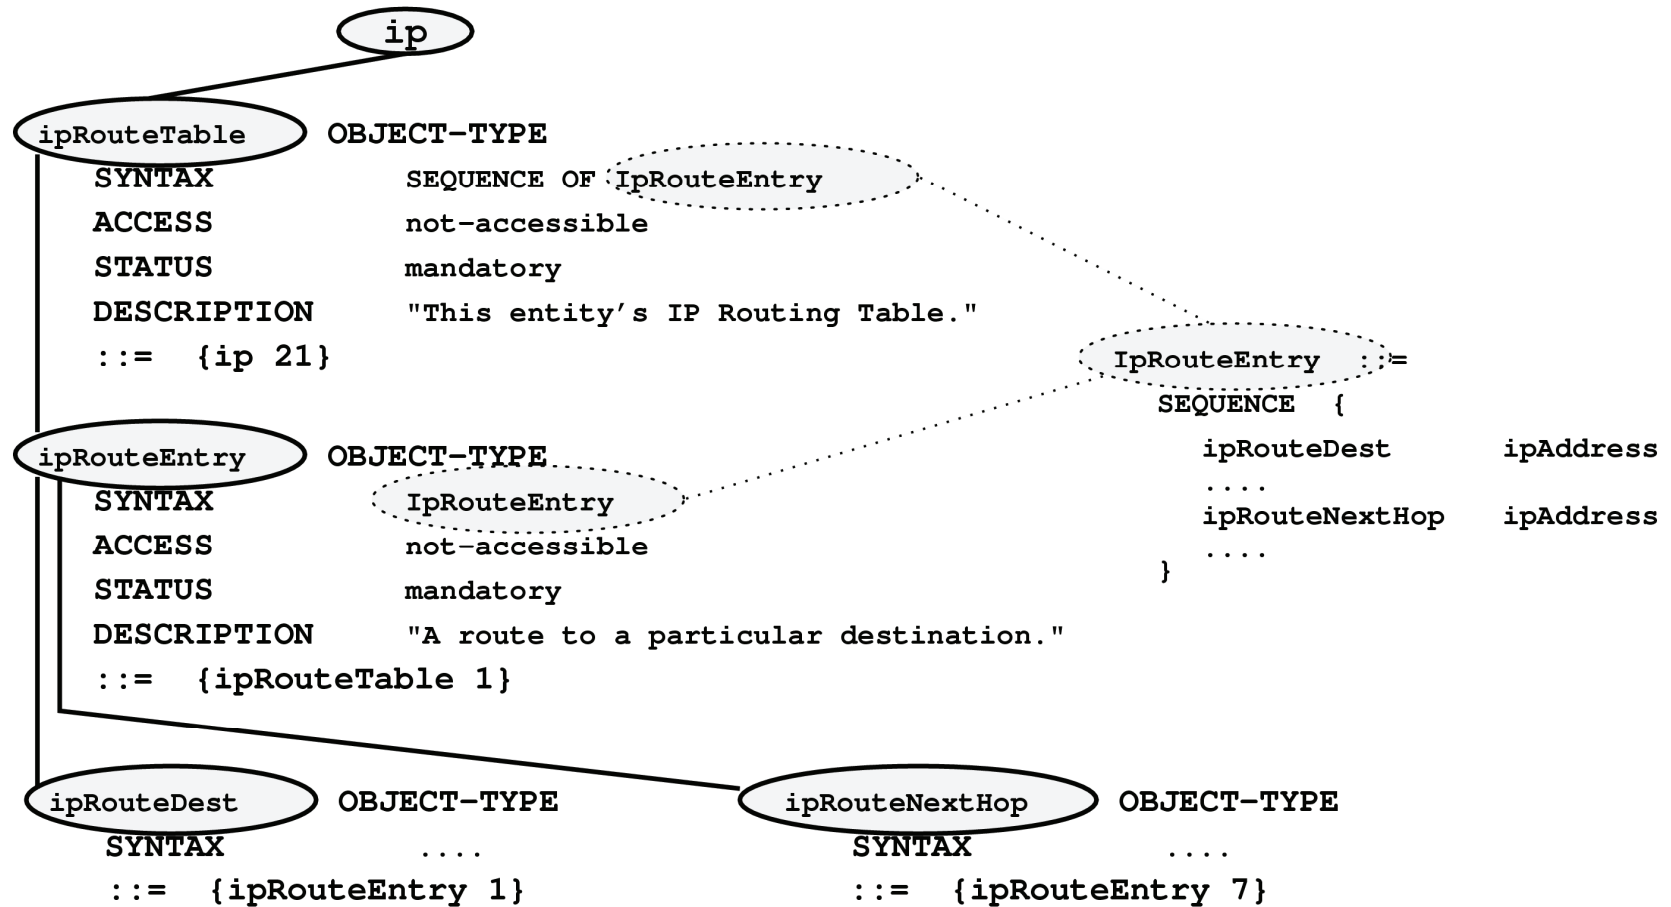 ip
ipRouteTable OBJECT-TYPE
SYNTAX SEQUENCE OF IpRouteEntry
ACCESS not-accessible
STATUS mandatory
DESCRIPTION "This entity's IP Routing Table."
::= {ip 21}
ipRouteEntry OBJECT-TYPE
SYNTAX IpRouteEntry
ACCESS not-accessible
STATUS mandatory
DESCRIPTION "A route to a particular destination."
::= {ipRouteTable 1}
IpRouteEntry ::=
SEQUENCE {
ipRouteDest ipAddress
....
ipRouteNextHop ipAddress
....
}
ipRouteDest OBJECT-TYPE
SYNTAX ....
::= {ipRouteEntry 1}
ipRouteNextHop OBJECT-TYPE
SYNTAX ....
::= {ipRouteEntry 7}